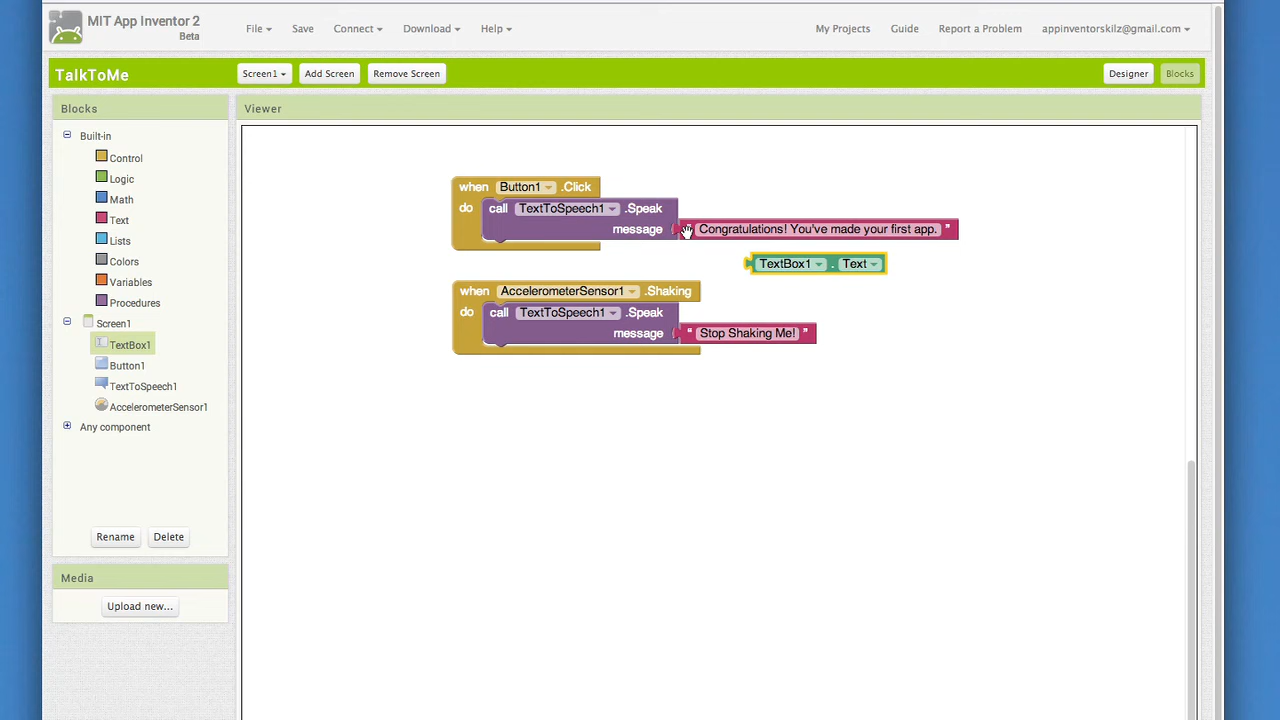 MIT App Inventor 2
Beta
File Save Connect Download Help My Projects Guide Report a Problem appinventorskilz@gmail.com
TalkToMe Screen1 Add Screen Remove Screen Designer Blocks
Blocks
Viewer
Built-in
Control
Logic
Math
Text
Lists
Colors
Variables
Procedures
Screen1
TextBox1
Button1
TextToSpeech1
AccelerometerSensor1
Any component
Rename Delete
Media
Upload new...
when Button1 .Click
do call TextToSpeech1 .Speak
message " Congratulations! You've made your first app. "
TextBox1 . Text
when AccelerometerSensor1 .Shaking
do call TextToSpeech1 .Speak
message " Stop Shaking Me! "